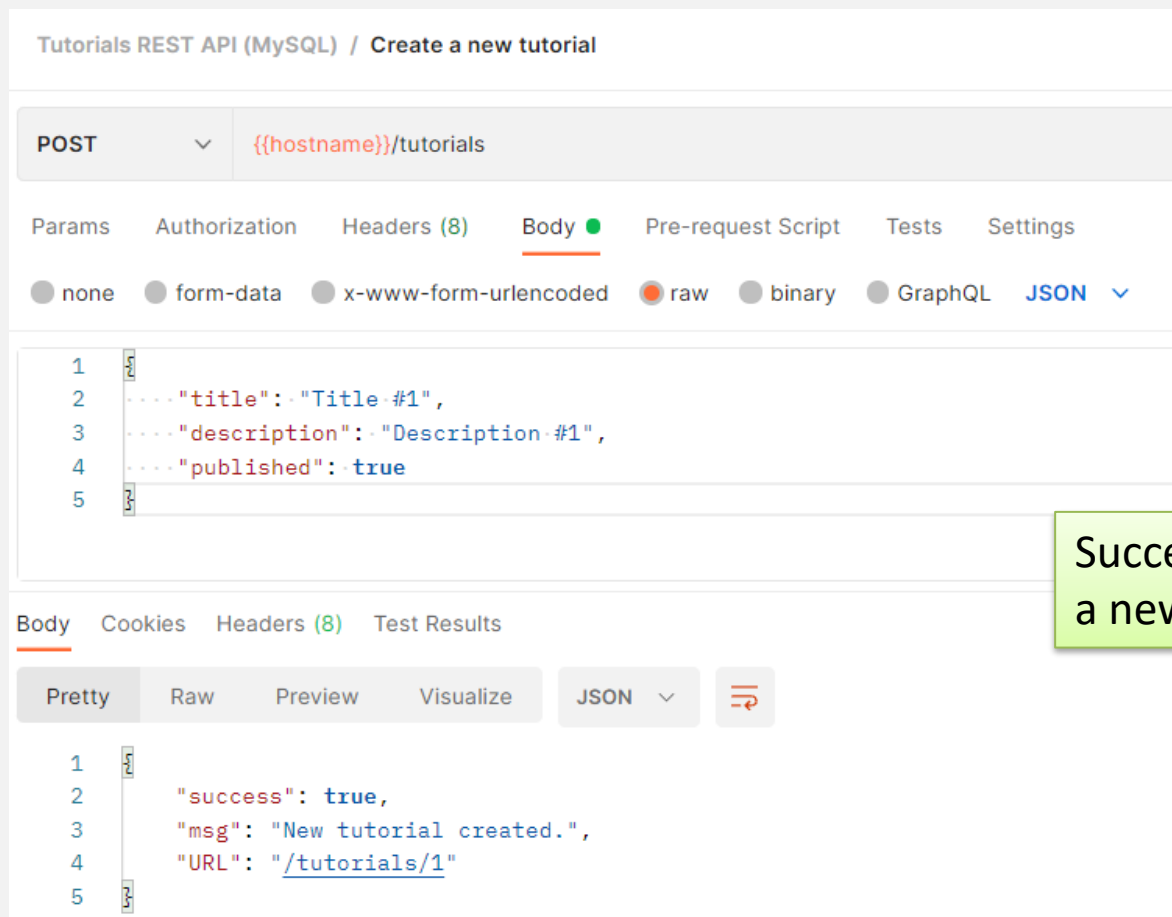 Tutorials REST API (MySQL) / Create a new tutorial
POST {{hostname}}/tutorials
Params Authorization Headers (8) Body Pre-request Script Tests Settings
none form-data x-www-form-urlencoded raw binary GraphQL JSON
1 {
2 "title": "Title #1",
3 "description": "Description #1",
4 "published": true
5 }
a
Body Cookies Headers (8) Test Results
Pretty Raw Preview Visualize JSON
1 {
2 "success": true,
3 "msg": "New tutorial created.",
4 "URL": "/tutorials/1"
5 }